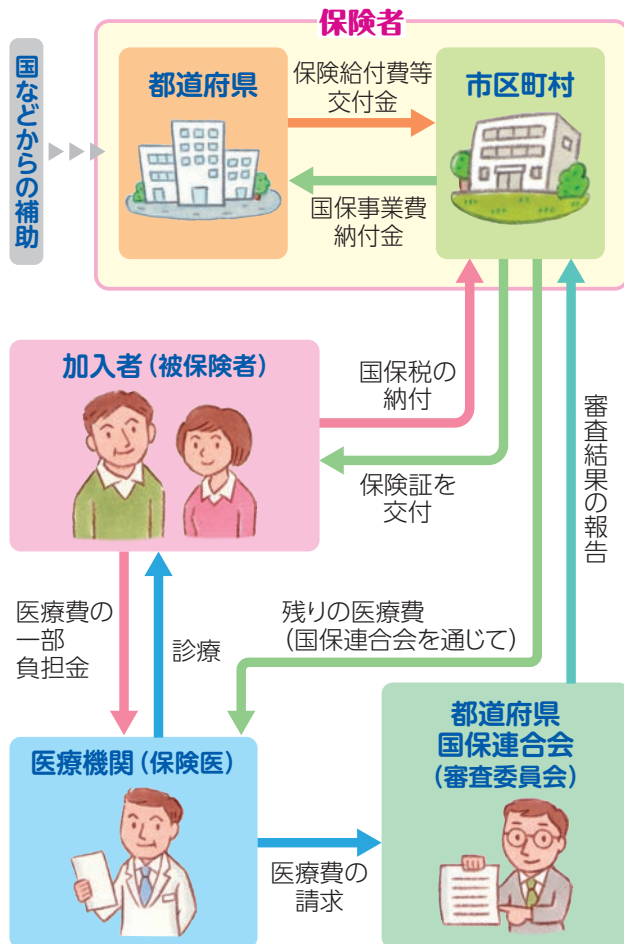 保険者
国などからの補助
都道府県
保険給付費等
交付金
市区町村
国保事業費
納付金
加入者(被保険者)
国保税の
納付
保険証を
交付
審査結果の報告
医療費の
一部
負担金
診療
残りの医療費
(国保連合会を通じて)
医療機関(保険医)
医療費の
請求
都道府県
国保連合会
(審査委員会)